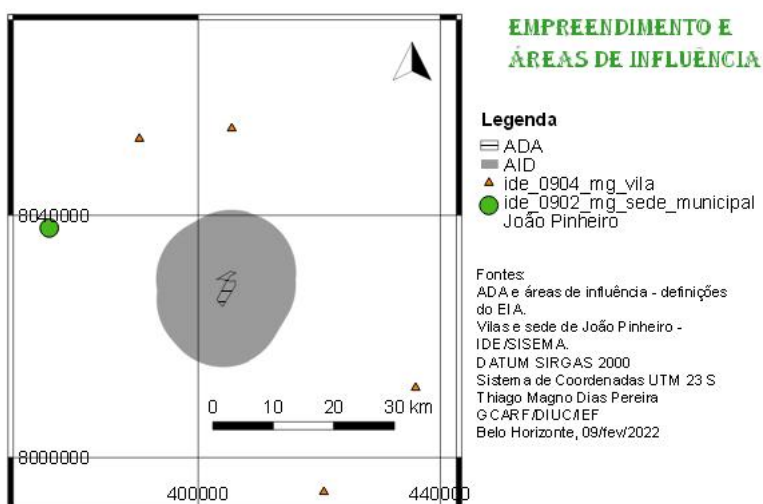 EMPREENDIMENTO E
ÁREAS DE INFLUÊNCIA
Legenda
ADA
AID
ide_0904_mg_vila
ide_0902_mg_sede_municipal
João Pinheiro
Fontes:
ADA e áreas de influência - definições
do EIA.
Vilas e sede de João Pinheiro -
IDE/SISEMA.
DATUM SIRGAS 2000
Sistema de Coordenadas UTM 23 S
Thiago Magno Dias Pereira
GCARF/DIUC/IEF
Belo Horizonte, 09/fev/2022
8040000
0 10 20 30 km
8000000
400000 440000